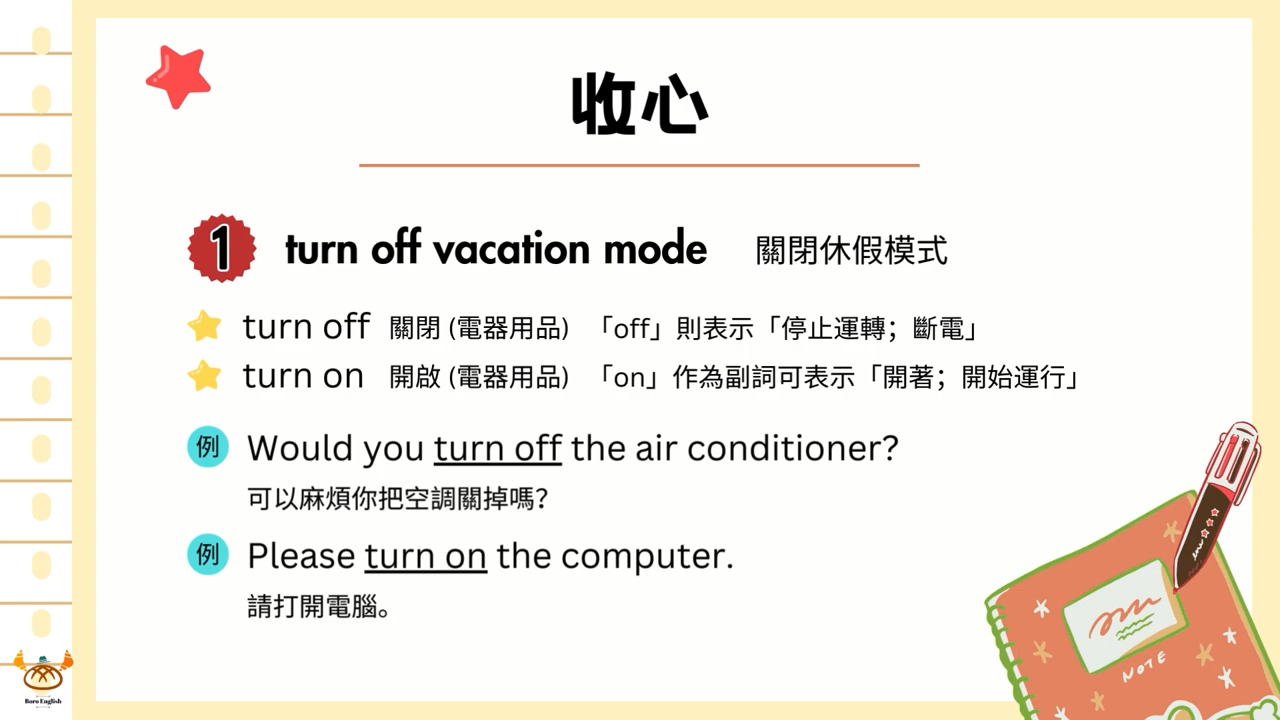 收心
1 turn off vacation mode 關閉休假模式
turn off 關閉 (電器用品) 「off」則表示「停止運轉；斷電」
turn on 開啟 (電器用品) 「on」作為副詞可表示「開著；開始運行」
例 Would you turn off the air conditioner?
可以麻煩你把空調關掉嗎？
例 Please turn on the computer.
請打開電腦。
NOTE
Boro English